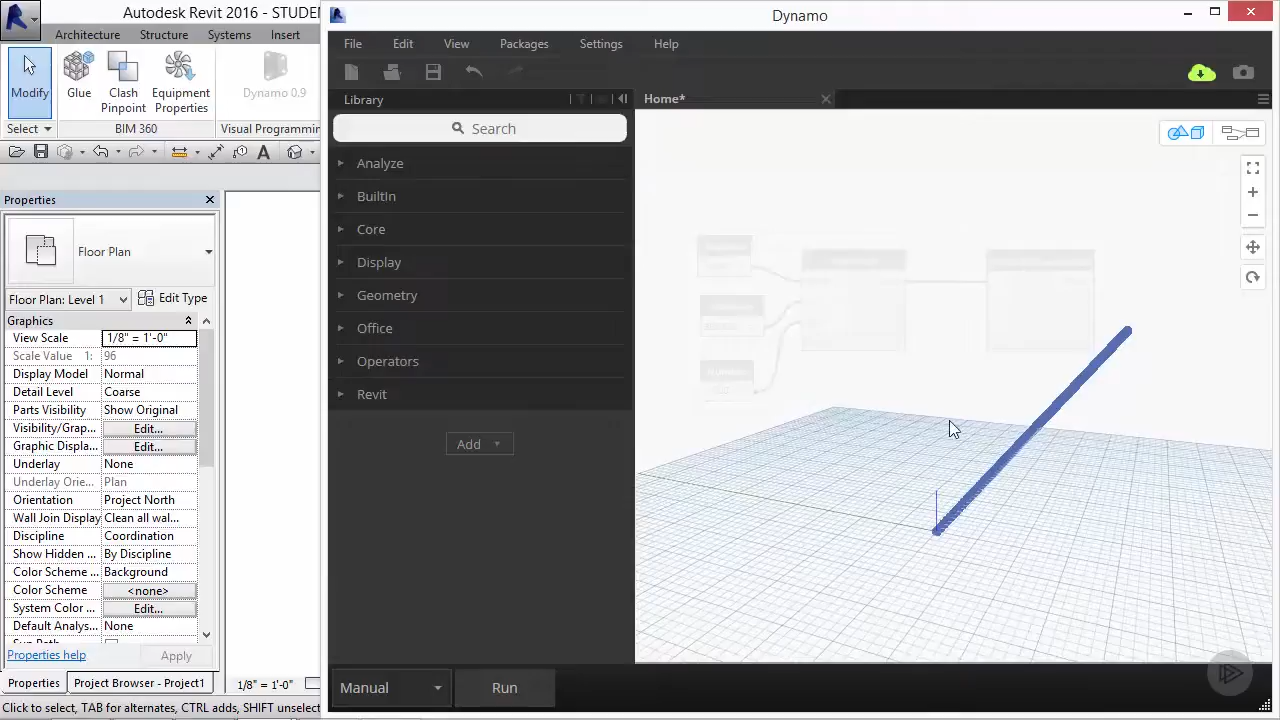 Autodesk Revit 2016 - STUDE
Architecture
Structure
Systems
Insert
Modify
Glue
Clash
Pinpoint
Equipment
Properties
Dynamo 0.9
Select
BIM 360
Visual Programmin
A
Properties
Floor Plan
Floor Plan: Level 1
Edit Type
Graphics
View Scale 1/8" = 1'-0"
Scale Value 1: 96
Display Model Normal
Detail Level Coarse
Parts Visibility Show Original
Visibility/Grap... Edit...
Graphic Displa... Edit...
Underlay None
Underlay Orie... Plan
Orientation Project North
Wall Join Display Clean all wal...
Discipline Coordination
Show Hidden ... By Discipline
Color Scheme ... Background
Color Scheme <none>
System Color ... Edit...
Default Analys... None
Properties help
Apply
Properties
Project Browser - Project1
1/8" = 1'-0"
Click to select, TAB for alternates, CTRL adds, SHIFT unselect
Dynamo
File
Edit
View
Packages
Settings
Help
Library
Search
Analyze
BuiltIn
Core
Display
Geometry
Office
Operators
Revit
Add
Home*
Manual
Run